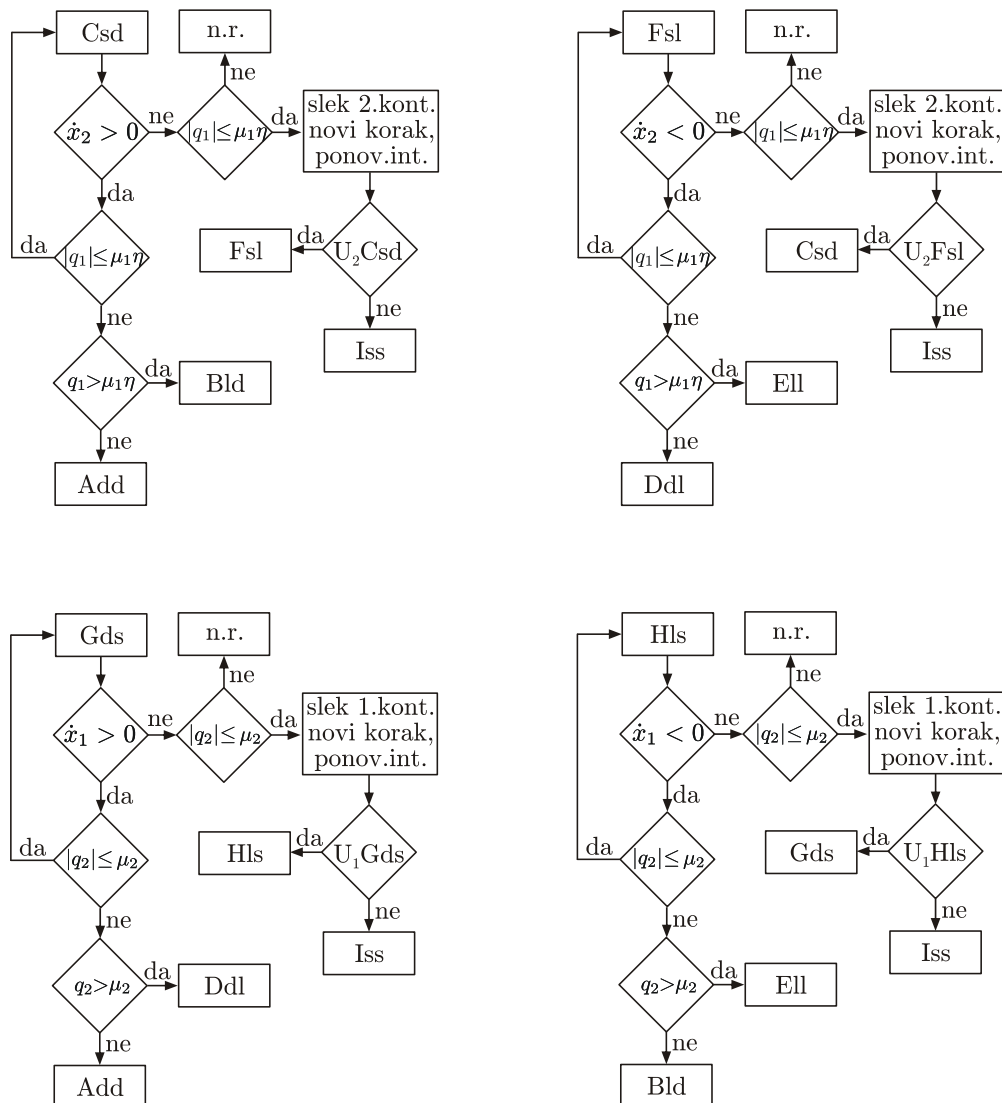 Csd
n.r.
ne
ẋ₂ > 0
ne
|q₁|≤μ₁η
da
slek 2.kont.
novi korak,
ponov.int.
da
da
|q₁|≤μ₁η
Fsl
da
U₂Csd
ne
ne
Iss
q₁>μ₁η
da
Bld
ne
Add
Fsl
n.r.
ne
ẋ₂ < 0
ne
|q₁|≤μ₁η
da
slek 2.kont.
novi korak,
ponov.int.
da
da
|q₁|≤μ₁η
Csd
da
U₂Fsl
ne
ne
Iss
q₁>μ₁η
da
Ell
ne
Ddl
Gds
n.r.
ne
ẋ₁ > 0
ne
|q₂|≤μ₂
da
slek 1.kont.
novi korak,
ponov.int.
da
da
|q₂|≤μ₂
Hls
da
U₁Gds
ne
ne
Iss
q₂>μ₂
da
Ddl
ne
Add
Hls
n.r.
ne
ẋ₁ < 0
ne
|q₂|≤μ₂
da
slek 1.kont.
novi korak,
ponov.int.
da
da
|q₂|≤μ₂
Gds
da
U₁Hls
ne
ne
Iss
q₂>μ₂
da
Ell
ne
Bld